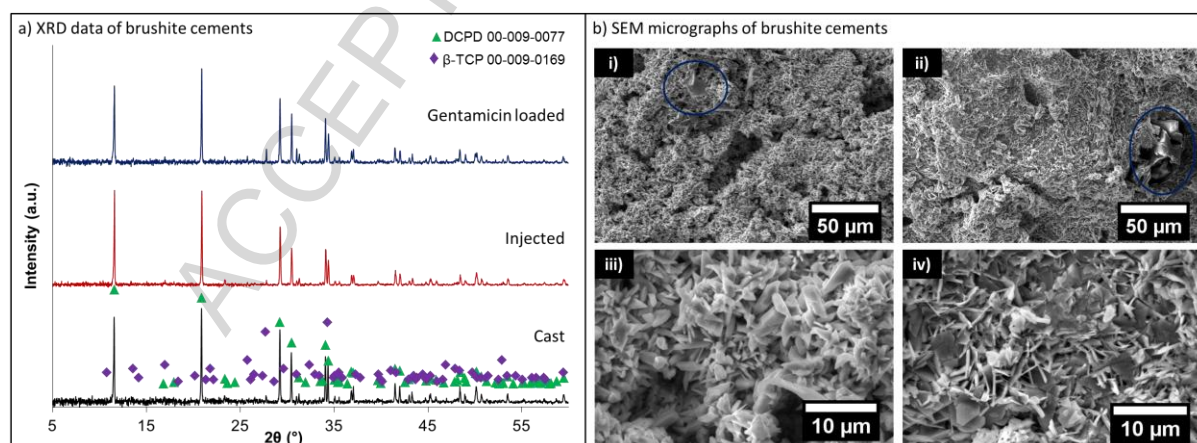 a) XRD data of brushite cements
DCPD 00-009-0077
β-TCP 00-009-0169
ACCEP
Gentamicin loaded
Injected
Cast
Intensity (a.u.)
5 15 25 35 45 55
2θ (°)
b) SEM micrographs of brushite cements
i)
50 µm
ii)
50 µm
iii)
10 µm
iv)
10 µm